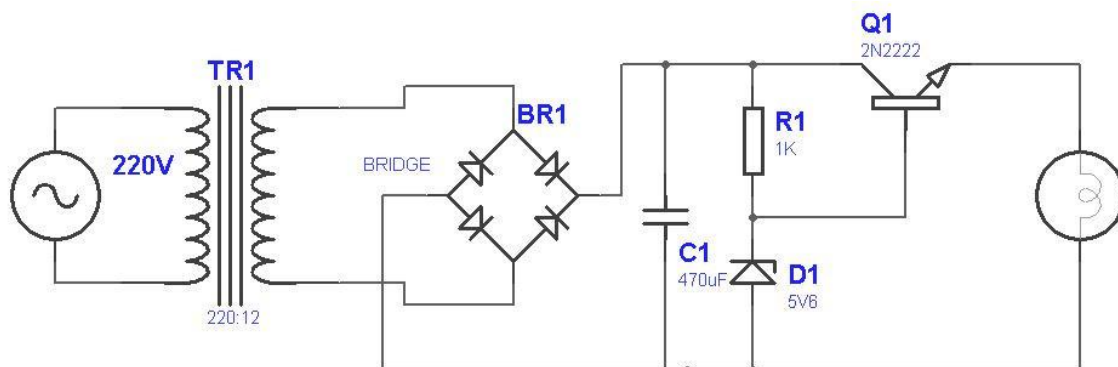 Q1
2N2222
TR1
BR1
R1
1K
220V
BRIDGE
C1
470uF
D1
5V6
220:12